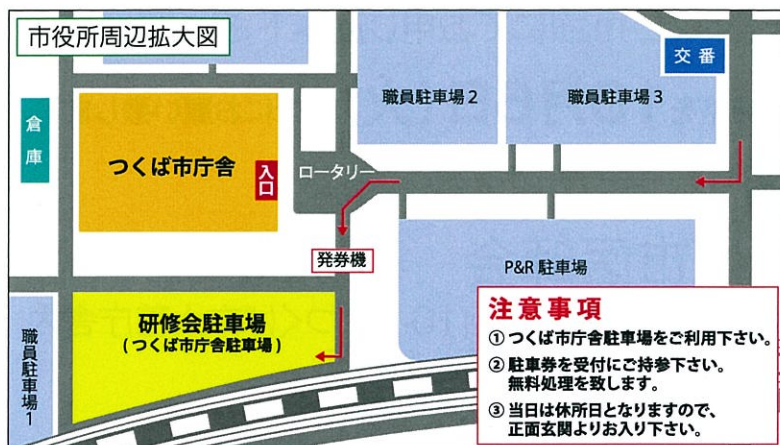 市役所周辺拡大図
交番
職員駐車場2
職員駐車場3
倉庫
つくば市庁舎
入口
ロータリー
発券機
P&R 駐車場
研修会駐車場
(つくば市庁舎駐車場)
職員駐車場1
注意事項
① つくば市庁舎駐車場をご利用下さい。
② 駐車券を受付にご持参下さい。
無料処理を致します。
③ 当日は休所日となりますので、
正面玄関よりお入り下さい。